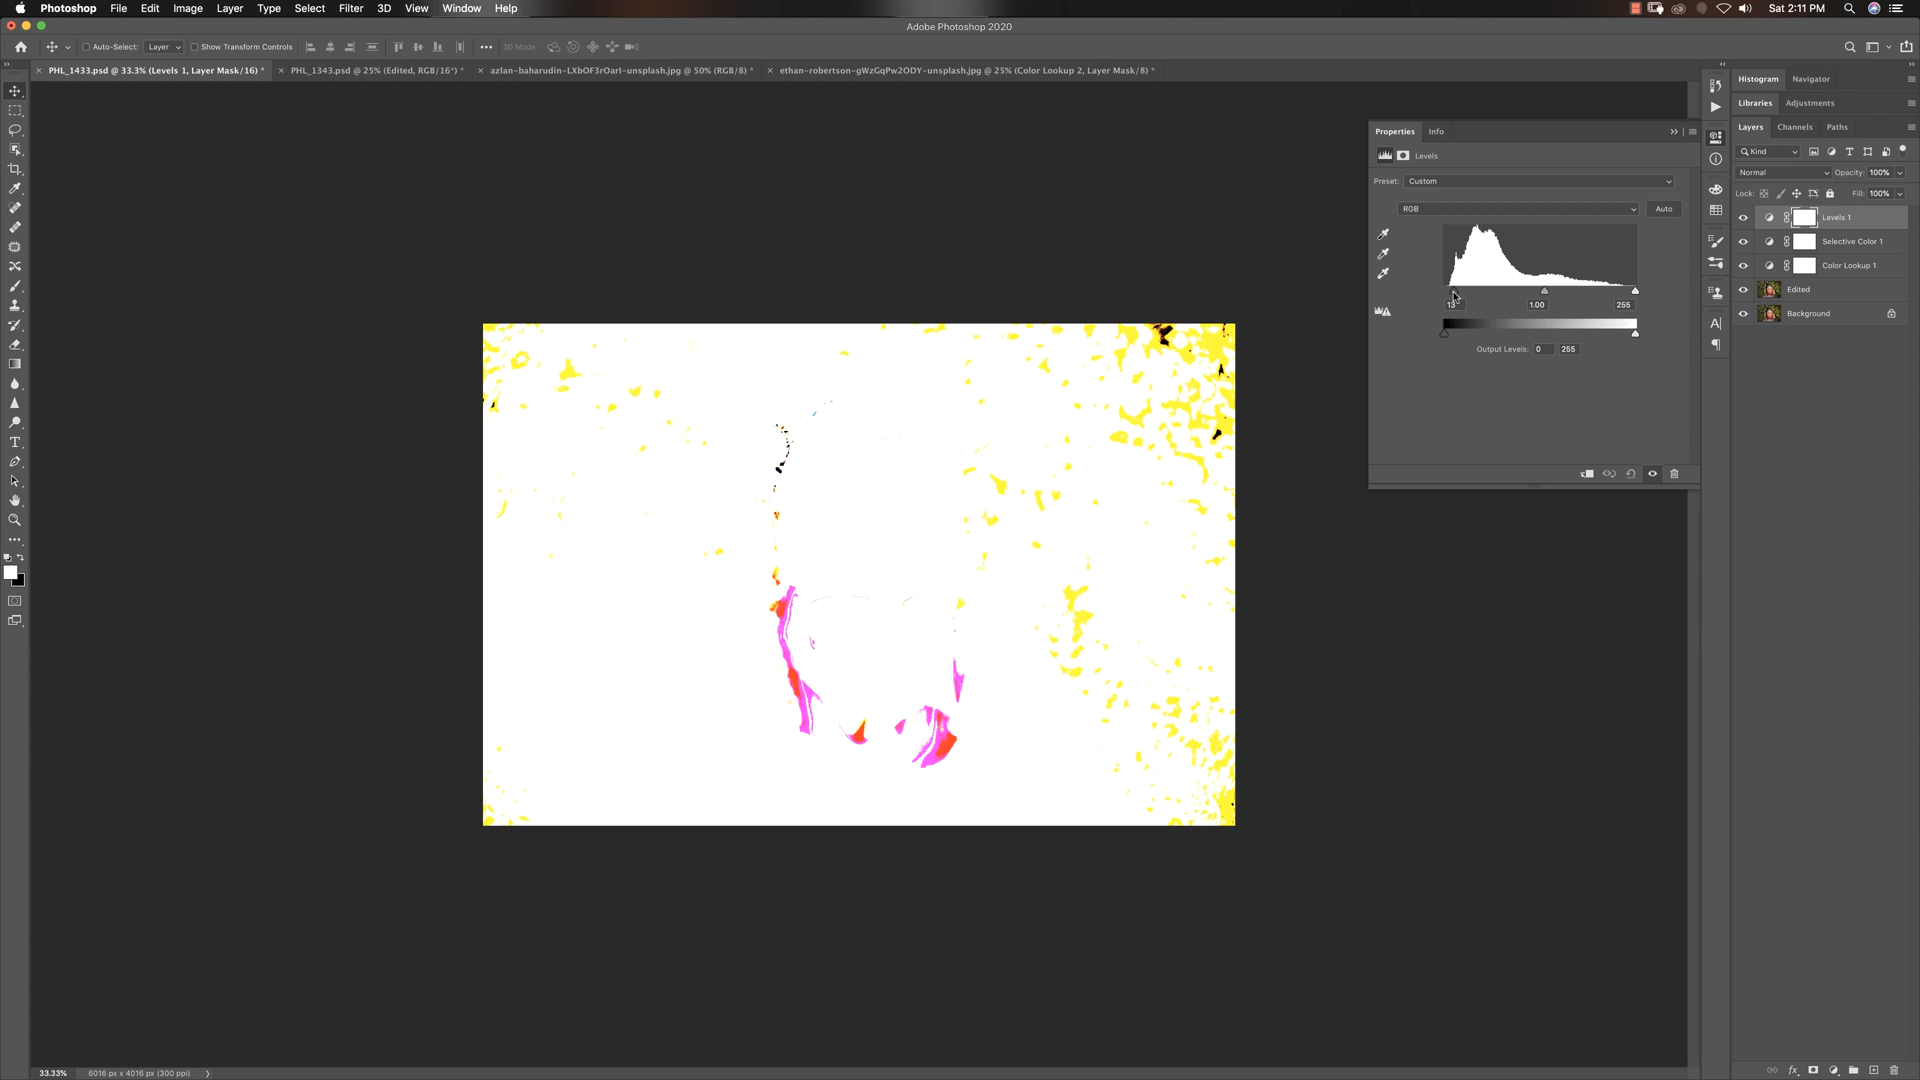 Photoshop File Edit Image Layer Type Select Filter 3D View Window Help Sat 2:11 PM
Adobe Photoshop 2020
Auto-Select: Layer Show Transform Controls 3D Mode:
PHL_1433.psd @ 33.3% (Levels 1, Layer Mask/16) * PHL_1343.psd @ 25% (Edited, RGB/16*) * azlan-baharudin-LXbOF3rOarI-unsplash.jpg @ 50% (RGB/8) * ethan-robertson-gWzGqPw2ODY-unsplash.jpg @ 25% (Color Lookup 2, Layer Mask/8) *
Histogram Navigator
Libraries Adjustments
Layers Channels Paths
Kind
Normal Opacity: 100%
Lock: Fill: 100%
Levels 1
Selective Color 1
Color Lookup 1
Edited
Background
Properties Info
Levels
Preset: Custom
RGB Auto
13 1.00 255
Output Levels: 0 255
33.33% 6016 px x 4016 px (300 ppi)